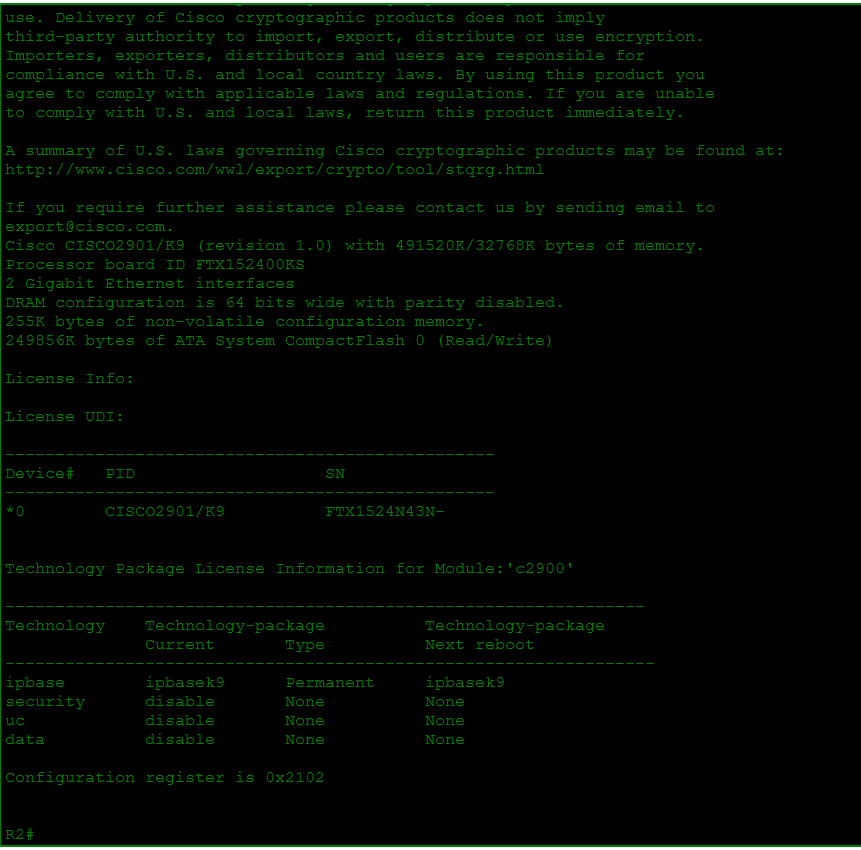 use. Delivery of Cisco cryptographic products does not imply
third-party authority to import, export, distribute or use encryption.
Importers, exporters, distributors and users are responsible for
compliance with U.S. and local country laws. By using this product you
agree to comply with applicable laws and regulations. If you are unable
to comply with U.S. and local laws, return this product immediately.

A summary of U.S. laws governing Cisco cryptographic products may be found at:
http://www.cisco.com/wwl/export/crypto/tool/stqrg.html

If you require further assistance please contact us by sending email to
export@cisco.com.
Cisco CISCO2901/K9 (revision 1.0) with 491520K/32768K bytes of memory.
Processor board ID FTX152400KS
2 Gigabit Ethernet interfaces
DRAM configuration is 64 bits wide with parity disabled.
255K bytes of non-volatile configuration memory.
249856K bytes of ATA System CompactFlash 0 (Read/Write)

License Info:

License UDI:

-------------------------------------------------
Device#   PID                   SN
-------------------------------------------------
*0        CISCO2901/K9          FTX1524N43N-


Technology Package License Information for Module:'c2900'

----------------------------------------------------------------
Technology    Technology-package          Technology-package
              Current       Type          Next reboot
-----------------------------------------------------------------
ipbase        ipbasek9      Permanent     ipbasek9
security      disable       None          None
uc            disable       None          None
data          disable       None          None

Configuration register is 0x2102


R2#